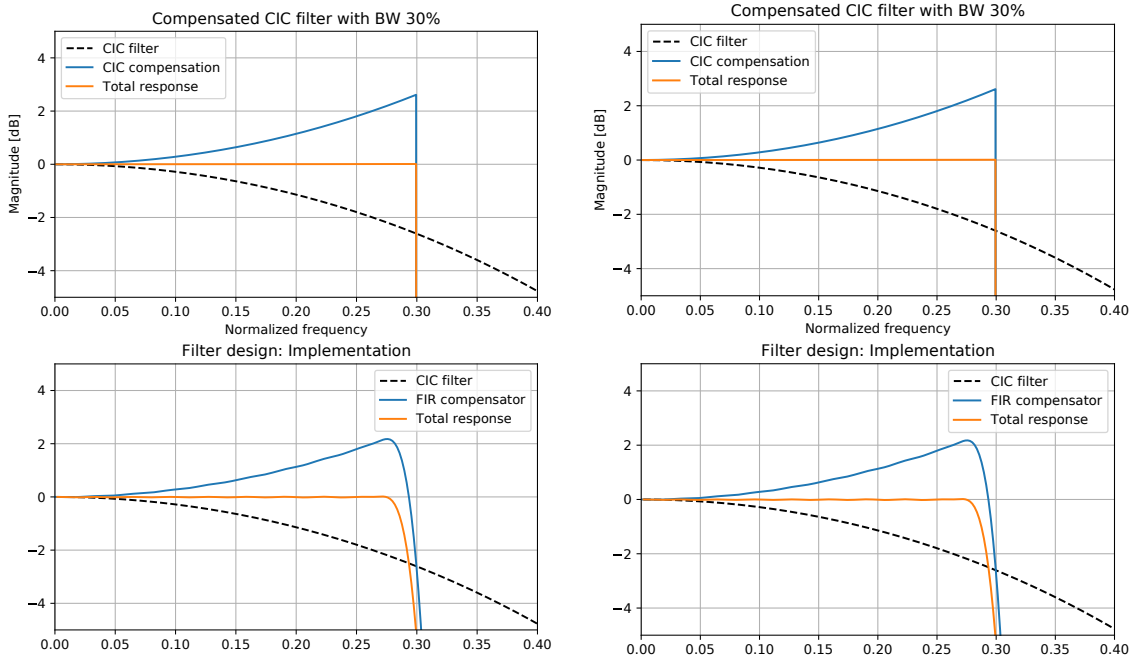 Compensated CIC filter with BW 30%
CIC filter
CIC compensation
Total response
Magnitude [dB]
4
2
0
−2
−4
0.00 0.05 0.10 0.15 0.20 0.25 0.30 0.35 0.40
Normalized frequency
Compensated CIC filter with BW 30%
CIC filter
CIC compensation
Total response
Magnitude [dB]
4
2
0
−2
−4
0.00 0.05 0.10 0.15 0.20 0.25 0.30 0.35 0.40
Normalized frequency
Filter design: Implementation
CIC filter
FIR compensator
Total response
4
2
0
−2
−4
0.00 0.05 0.10 0.15 0.20 0.25 0.30 0.35 0.40
Filter design: Implementation
CIC filter
FIR compensator
Total response
4
2
0
−2
−4
0.00 0.05 0.10 0.15 0.20 0.25 0.30 0.35 0.40